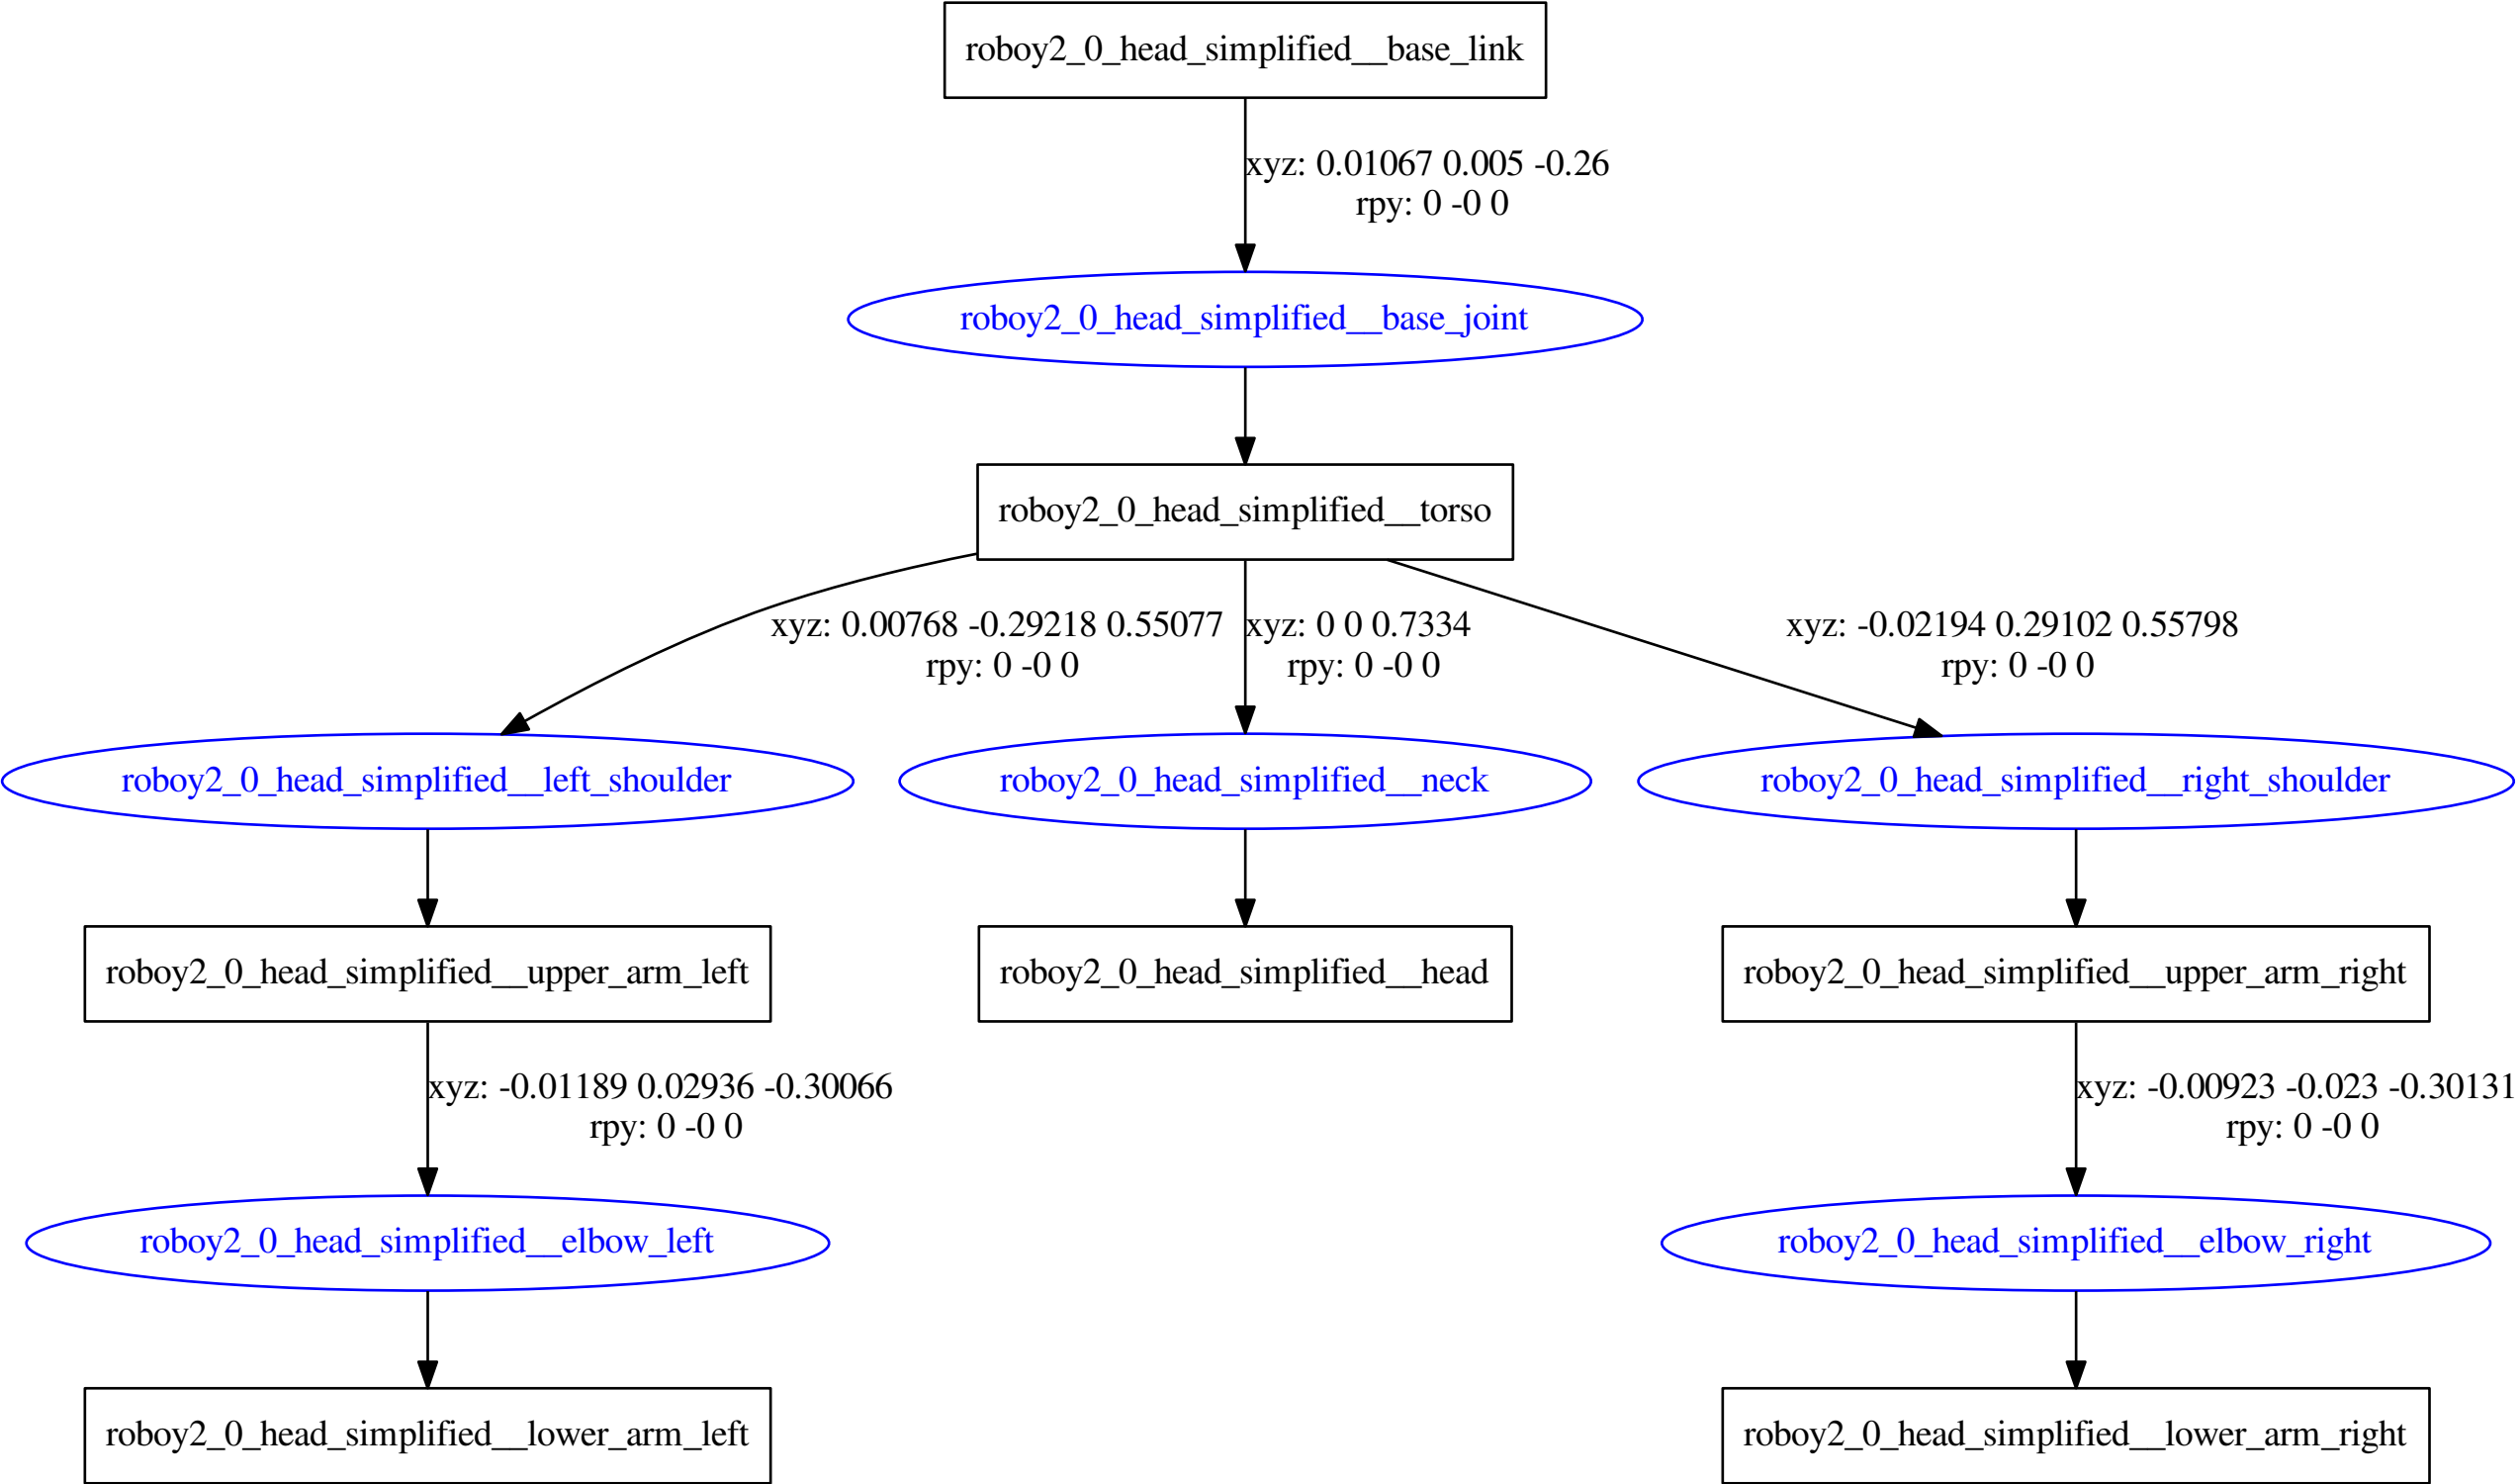 roboy2_0_head_simplified__base_link
xyz: 0.01067 0.005 -0.26
rpy: 0 -0 0
roboy2_0_head_simplified__base_joint
roboy2_0_head_simplified__torso
xyz: 0.00768 -0.29218 0.55077
rpy: 0 -0 0
xyz: 0 0 0.7334
rpy: 0 -0 0
xyz: -0.02194 0.29102 0.55798
rpy: 0 -0 0
roboy2_0_head_simplified__left_shoulder
roboy2_0_head_simplified__neck
roboy2_0_head_simplified__right_shoulder
roboy2_0_head_simplified__upper_arm_left
roboy2_0_head_simplified__head
roboy2_0_head_simplified__upper_arm_right
xyz: -0.01189 0.02936 -0.30066
rpy: 0 -0 0
xyz: -0.00923 -0.023 -0.30131
rpy: 0 -0 0
roboy2_0_head_simplified__elbow_left
roboy2_0_head_simplified__elbow_right
roboy2_0_head_simplified__lower_arm_left
roboy2_0_head_simplified__lower_arm_right